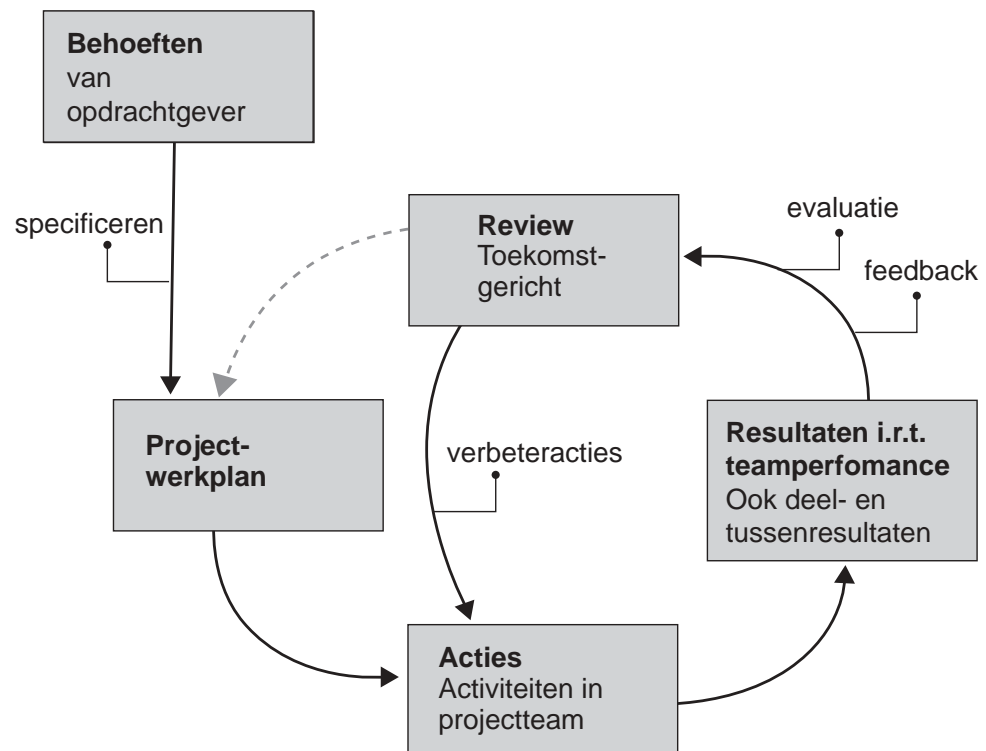 Behoeften
van
opdrachtgever
specificeren
Review
Toekomst-
gericht
evaluatie
feedback
Project-
werkplan
verbeteracties
Resultaten i.r.t.
teamperfomance
Ook deel- en
tussenresultaten
Acties
Activiteiten in
projectteam